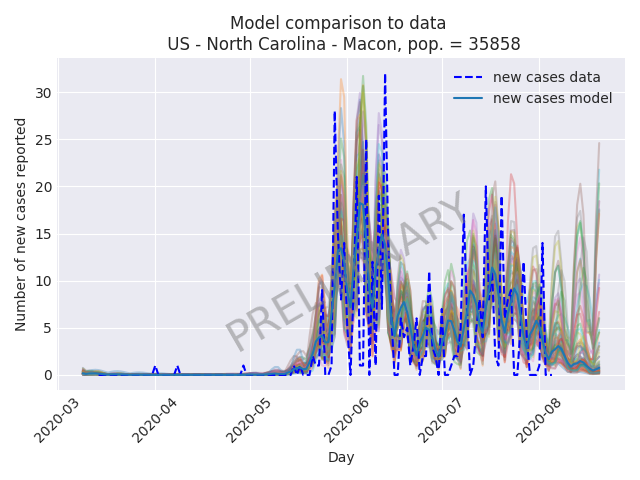 Model comparison to data
US - North Carolina - Macon, pop. = 35858
new cases data
new cases model
Number of new cases reported
30
25
20
15
10
5
0
PRELIMINARY
2020-03
2020-04
2020-05
2020-06
2020-07
2020-08
Day